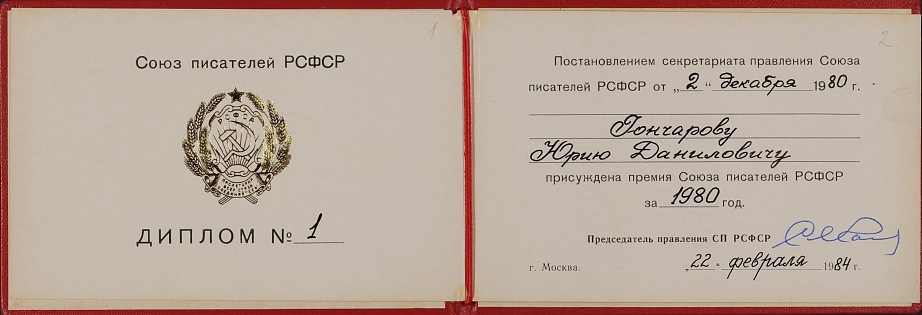 1
Союз писателей РСФСР
РСФСР
ДИПЛОМ № 1
2
Постановлением секретариата правления Союза
писателей РСФСР от „2“ декабря 1980 г.
Гончарову
Юрию Даниловичу
присуждена премия Союза писателей РСФСР
за 1980 год.
Председатель правления СП РСФСР
г. Москва. „22“ февраля 1984 г.